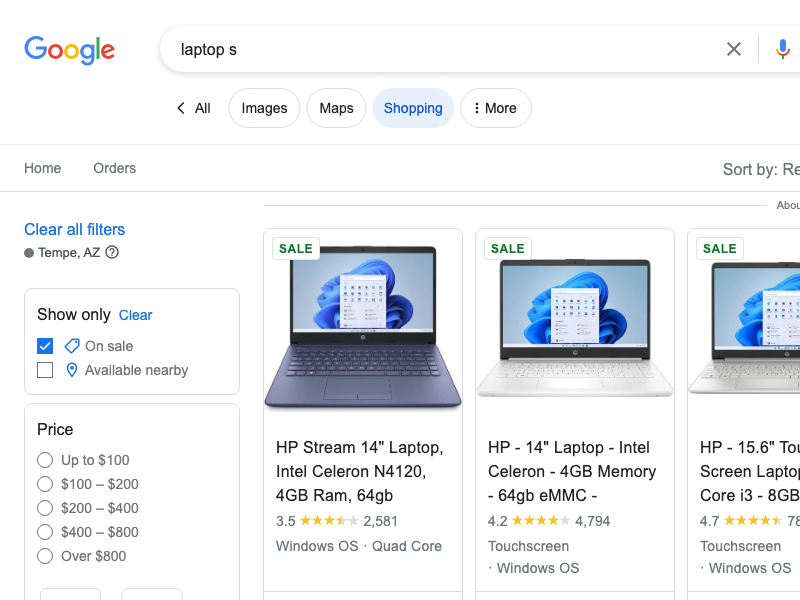 Google
laptop s
All
Images
Maps
Shopping
More
Home
Orders
Sort by: Re
Abou
Clear all filters
Tempe, AZ
Show only Clear
On sale
Available nearby
Price
Up to $100
$100 – $200
$200 – $400
$400 – $800
Over $800
SALE
HP Stream 14" Laptop,
Intel Celeron N4120,
4GB Ram, 64gb
3.5 2,581
Windows OS · Quad Core
SALE
HP - 14" Laptop - Intel
Celeron - 4GB Memory
- 64gb eMMC -
4.2 4,794
Touchscreen
· Windows OS
SALE
HP - 15.6" Tou
Screen Laptop
Core i3 - 8GB
4.7 78
Touchscreen
· Windows OS